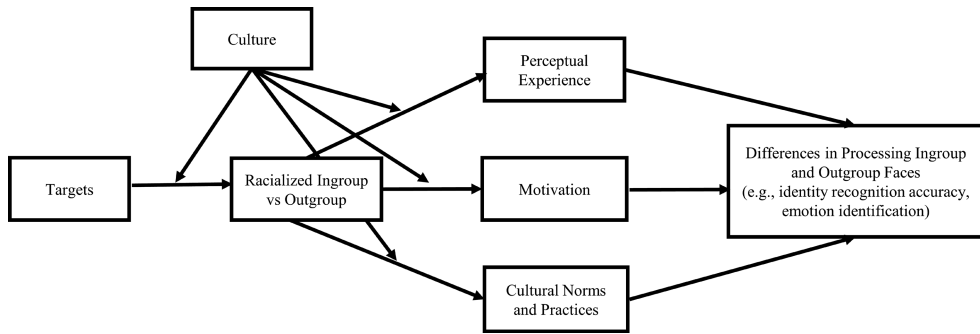 Culture
Perceptual
Experience
Targets
Racialized Ingroup
vs Outgroup
Motivation
Differences in Processing Ingroup
and Outgroup Faces
(e.g., identity recognition accuracy,
emotion identification)
Cultural Norms
and Practices